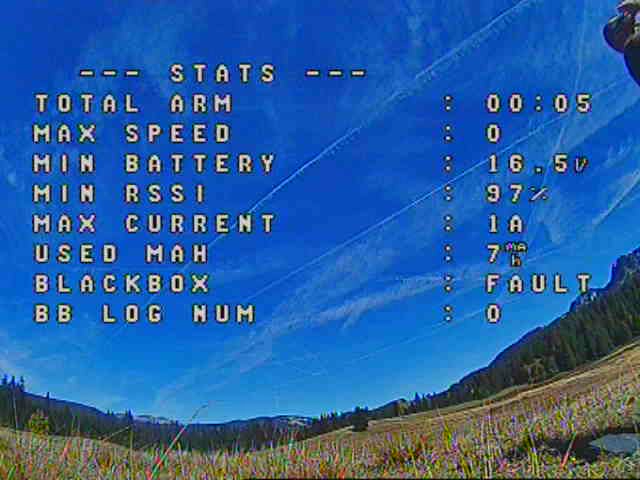 --- STATS ---
TOTAL ARM : 00:05
MAX SPEED : 0
MIN BATTERY : 16.5V
MIN RSSI : 97%
MAX CURRENT : 1A
USED MAH : 7mAh
BLACKBOX : FAULT
BB LOG NUM : 0